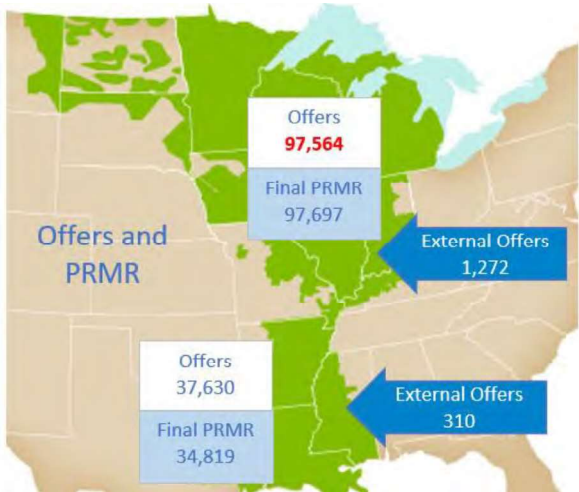 Offers
97,564
Final PRMR
97,697
Offers and
PRMR
External Offers
1,272
Offers
37,630
Final PRMR
34,819
External Offers
310